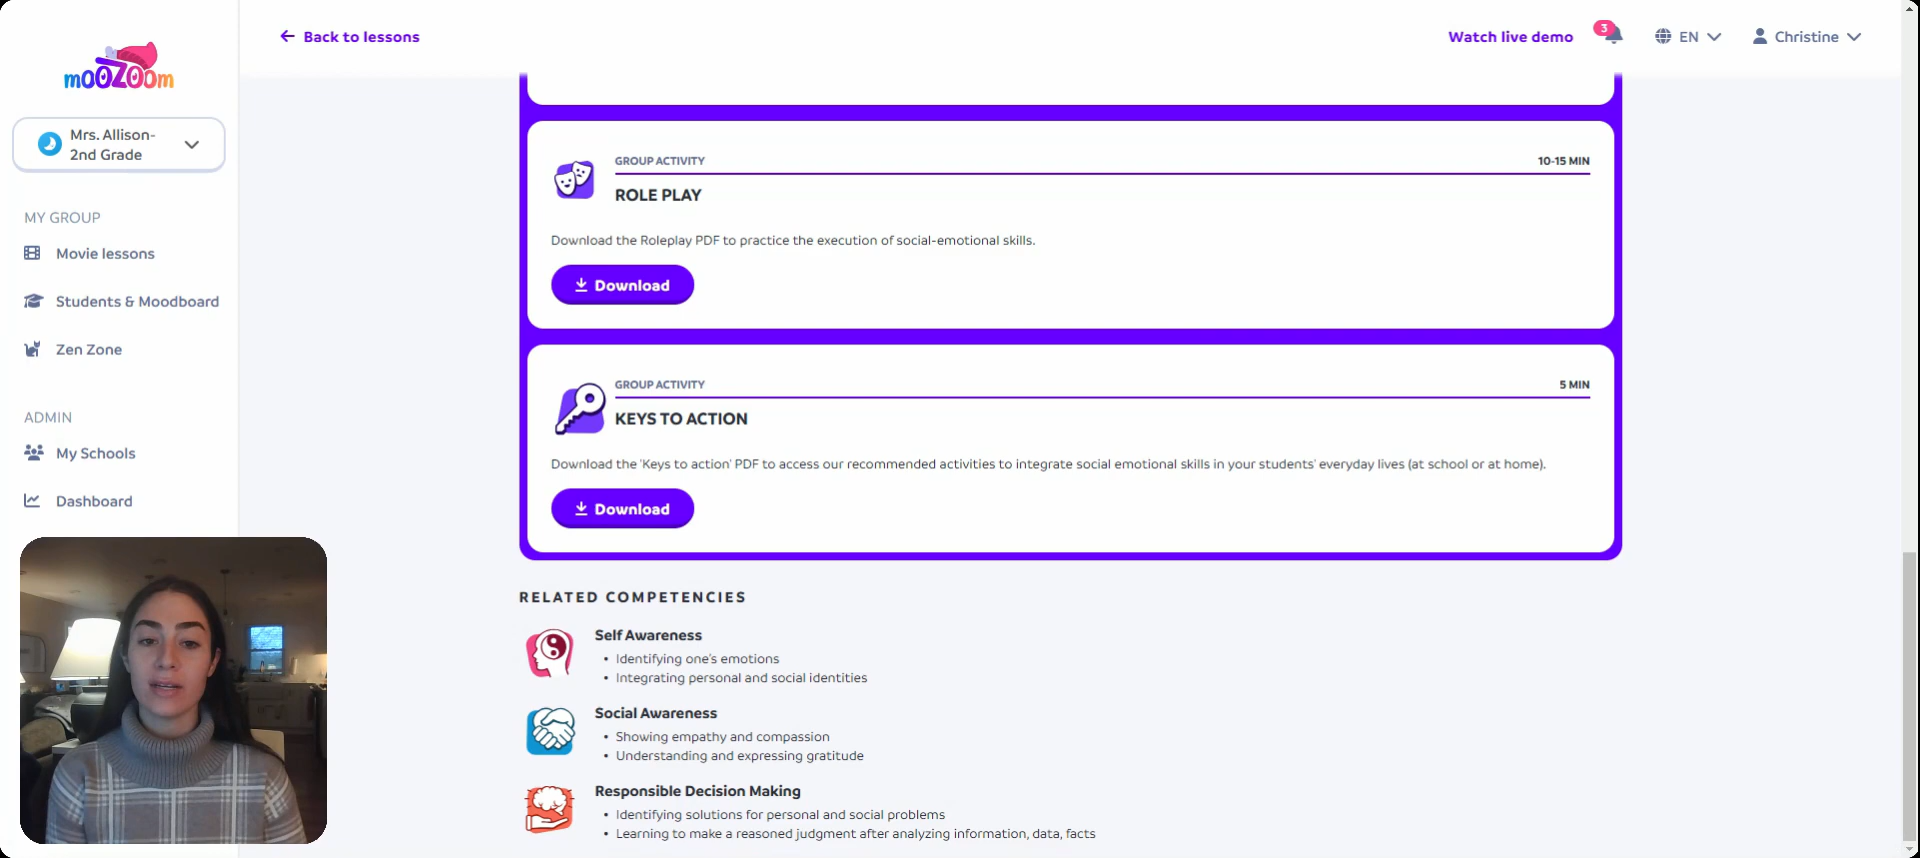 mooZoom
Mrs. Allison-
2nd Grade
MY GROUP
Movie lessons
Students & Moodboard
Zen Zone
ADMIN
My Schools
Dashboard
Back to lessons
Watch live demo
3
EN
Christine
GROUP ACTIVITY
10-15 MIN
ROLE PLAY
Download the Roleplay PDF to practice the execution of social-emotional skills.
Download
GROUP ACTIVITY
5 MIN
KEYS TO ACTION
Download the 'Keys to action' PDF to access our recommended activities to integrate social emotional skills in your students' everyday lives (at school or at home).
Download
RELATED COMPETENCIES
Self Awareness
• Identifying one's emotions
• Integrating personal and social identities
Social Awareness
• Showing empathy and compassion
• Understanding and expressing gratitude
Responsible Decision Making
• Identifying solutions for personal and social problems
• Learning to make a reasoned judgment after analyzing information, data, facts